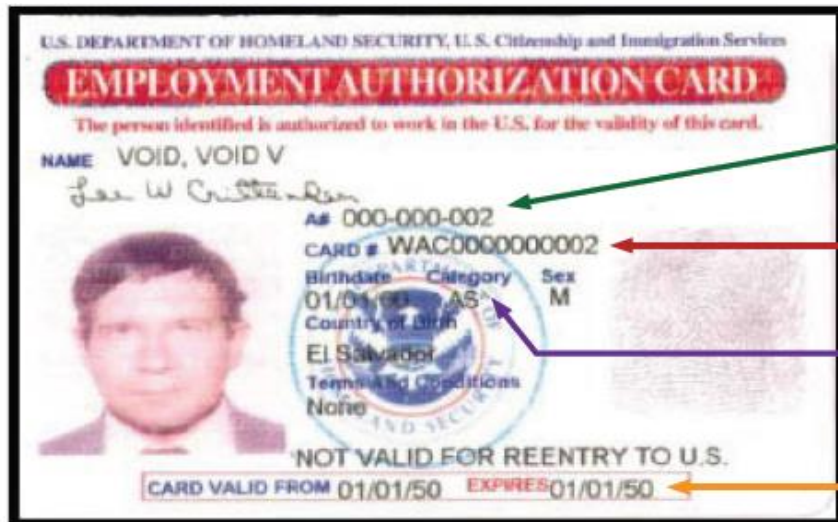 U.S. DEPARTMENT OF HOMELAND SECURITY, U.S. Citizenship and Immigration Services
EMPLOYMENT AUTHORIZATION CARD
The person identified is authorized to work in the U.S. for the validity of this card.
NAME VOID, VOID V
Lee W Crittenden
A# 000-000-002
CARD # WAC0000000002
Birthdate Category Sex
AS M
Country of Birth
El Salvador
Terms And Conditions
None
NOT VALID FOR REENTRY TO U.S.
CARD VALID FROM 01/01/50 EXPIRES 01/01/50